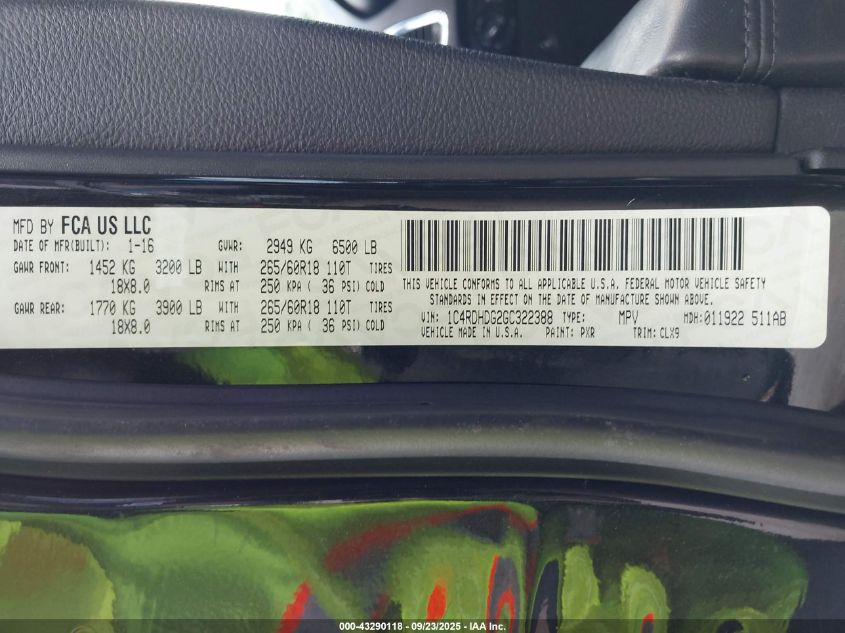 MFD BY FCA US LLC
DATE OF MFR(BUILT): 1-16 GVWR: 2949 KG 6500 LB
GAWR FRONT: 1452 KG 3200 LB WITH 265/60R18 110T TIRES
18X8.0 RIMS AT 250 KPA ( 36 PSI) COLD
GAWR REAR: 1770 KG 3900 LB WITH 265/60R18 110T TIRES
18X8.0 RIMS AT 250 KPA ( 36 PSI) COLD
THIS VEHICLE CONFORMS TO ALL APPLICABLE U.S.A. FEDERAL MOTOR VEHICLE SAFETY
STANDARDS IN EFFECT ON THE DATE OF MANUFACTURE SHOWN ABOVE.
VIN: 1C4RDHDG2GC322388 TYPE: MPV MDH:011922 511AB
VEHICLE MADE IN U.S.A. PAINT: PXR TRIM: CLX9
000-43290118 - 09/23/2025 - IAA, Inc.